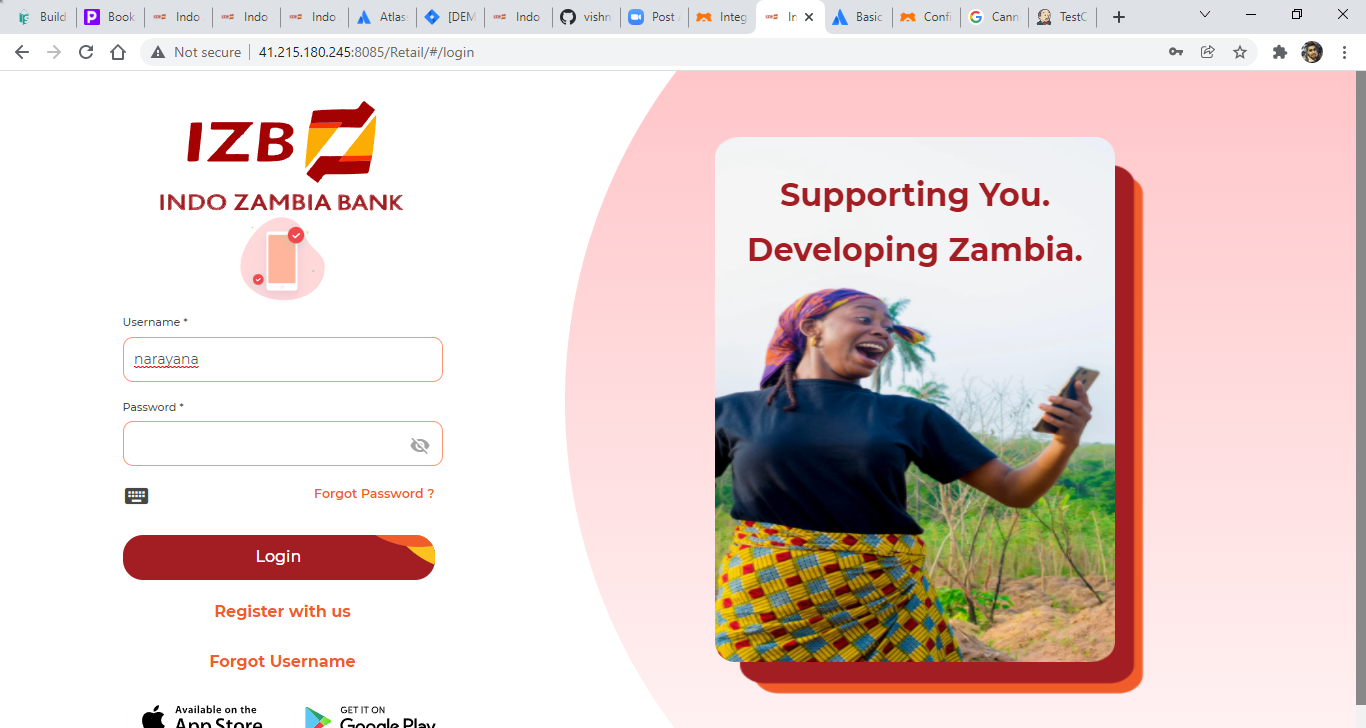 Build
Book
Indo
Indo
Indo
Atlas
[DEM
Indo
vishn
Post
Integ
In
Basic
Confi
Cann
TestC
Not secure
41.215.180.245:8085/Retail/#/login
IZB
INDO ZAMBIA BANK
Username *
narayana
Password *
Forgot Password ?
Login
Register with us
Forgot Username
Available on the
App Store
GET IT ON
Google Play
Supporting You.
Developing Zambia.